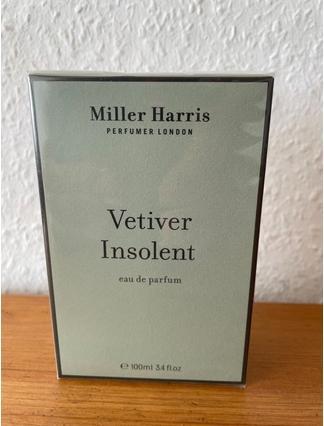 Miller Harris
PERFUMER LONDON
Vetiver
Insolent
eau de parfum
℮ 100ml 3.4 fl.oz